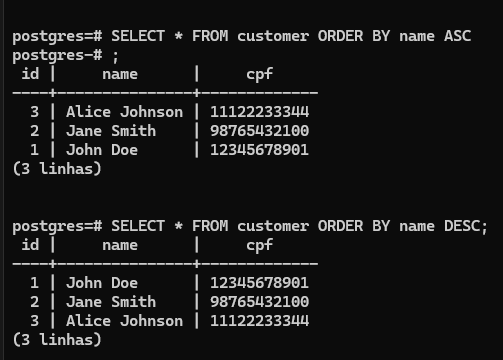 postgres=# SELECT * FROM customer ORDER BY name ASC
postgres-# ;
 id |     name      |     cpf
----+---------------+-------------
  3 | Alice Johnson | 11122233344
  2 | Jane Smith    | 98765432100
  1 | John Doe      | 12345678901
(3 linhas)
postgres=# SELECT * FROM customer ORDER BY name DESC;
 id |     name      |     cpf
----+---------------+-------------
  1 | John Doe      | 12345678901
  2 | Jane Smith    | 98765432100
  3 | Alice Johnson | 11122233344
(3 linhas)